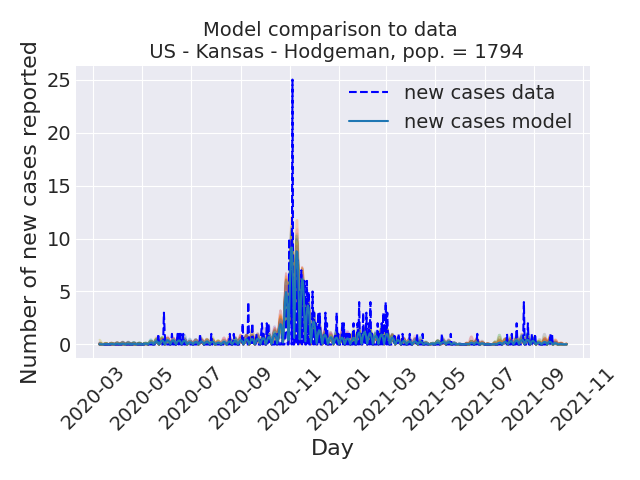 Model comparison to data
US - Kansas - Hodgeman, pop. = 1794
Number of new cases reported
25
20
15
10
5
0
new cases data
new cases model
2020-03
2020-05
2020-07
2020-09
2020-11
2021-01
2021-03
2021-05
2021-07
2021-09
2021-11
Day